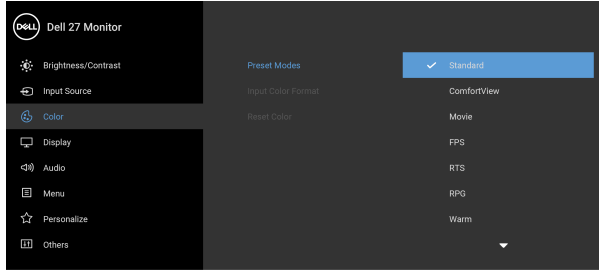 DELL Dell 27 Monitor
Brightness/Contrast Preset Modes Standard
Input Source Input Color Format ComfortView
Color Reset Color Movie
Display FPS
Audio RTS
Menu RPG
Personalize Warm
Others